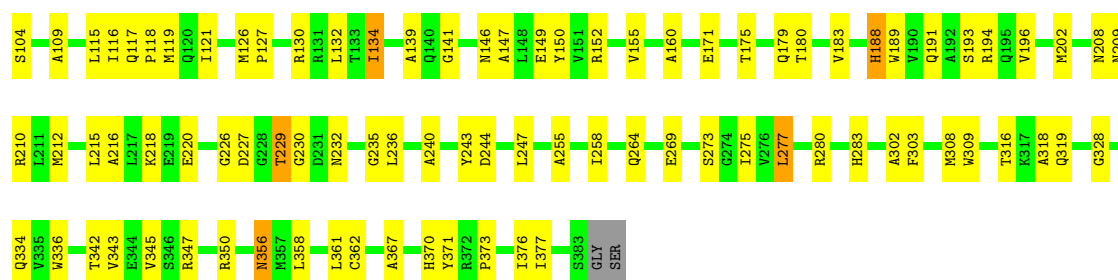 S104 A109 L115 I116 Q117 P118 M119 Q120 I121 M126 P127 R130 R131 L132 T133 I134 A139 Q140 G141 N146 A147 L148 E149 Y150 V151 R152 V155 A160 E171 T175 Q179 T180 V183 H188 W189 V190 Q191 A192 S193 R194 Q195 V196 M202 N208 N209
R210 L211 M212 L215 A216 L217 K218 E219 E220 G226 D227 G228 T229 G230 D231 N232 G235 L236 A240 Y243 D244 L247 A255 I258 Q264 E269 S273 G274 I275 V276 L277 R280 H283 A302 F303 M308 W309 T316 K317 A318 Q319 G328
Q334 V335 W336 T342 V343 E344 V345 S346 R347 R350 N356 M357 L358 L361 C362 A367 H370 Y371 R372 P373 I376 I377 S383 GLY SER